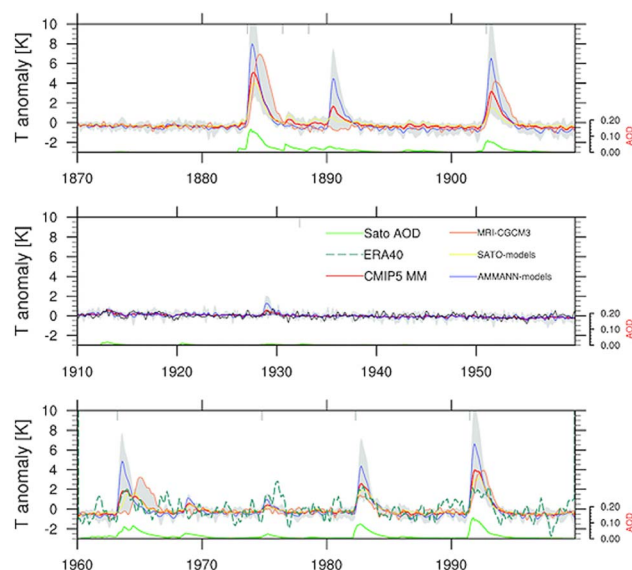 T anomaly [K]
10
8
6
4
2
0
-2
0.20
0.10
0.00
AOD
1870 1880 1890 1900
T anomaly [K]
10
8
6
4
2
0
-2
Sato AOD
ERA40
CMIP5 MM
MRI-CGCM3
SATO-models
AMMANN-models
0.20
0.10
0.00
AOD
1910 1920 1930 1940 1950
T anomaly [K]
10
8
6
4
2
0
-2
0.20
0.10
0.00
AOD
1960 1970 1980 1990